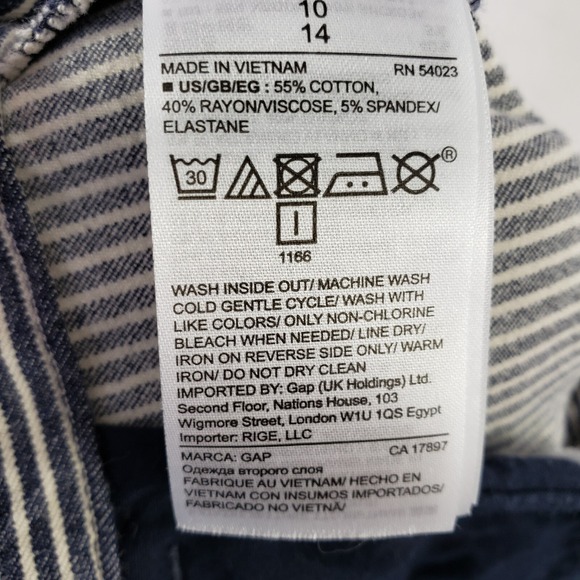 10
14
MADE IN VIETNAM RN 54023
■ US/GB/EG : 55% COTTON,
40% RAYON/VISCOSE, 5% SPANDEX/
ELASTANE
30 ®
1166
WASH INSIDE OUT/ MACHINE WASH
COLD GENTLE CYCLE/ WASH WITH
LIKE COLORS/ ONLY NON-CHLORINE
BLEACH WHEN NEEDED/ LINE DRY/
IRON ON REVERSE SIDE ONLY/ WARM
IRON/ DO NOT DRY CLEAN
IMPORTED BY: Gap (UK Holdings) Ltd.
Second Floor, Nations House, 103
Wigmore Street, London W1U 1QS Egypt
Importer: RIGE, LLC
MARCA: GAP CA 17897
Одежда второго слоя
FABRIQUE AU VIETNAM/ HECHO EN
VIETNAM CON INSUMOS IMPORTADOS/
FABRICADO NO VIETNÃ/